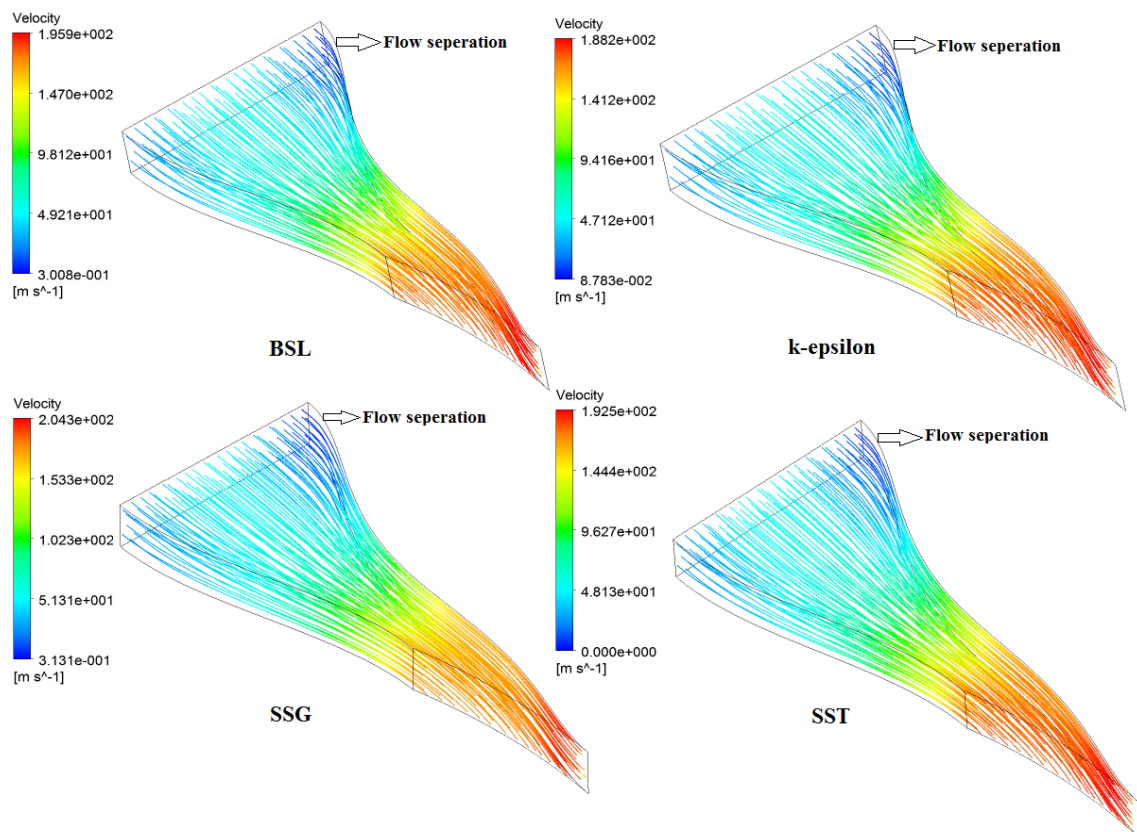 Velocity
1.959e+002
1.470e+002
9.812e+001
4.921e+001
3.008e-001
[m s^-1]
Flow seperation
BSL
Velocity
1.882e+002
1.412e+002
9.416e+001
4.712e+001
8.783e-002
[m s^-1]
Flow seperation
k-epsilon
Velocity
2.043e+002
1.533e+002
1.023e+002
5.131e+001
3.131e-001
[m s^-1]
Flow seperation
SSG
Velocity
1.925e+002
1.444e+002
9.627e+001
4.813e+001
0.000e+000
[m s^-1]
Flow seperation
SST